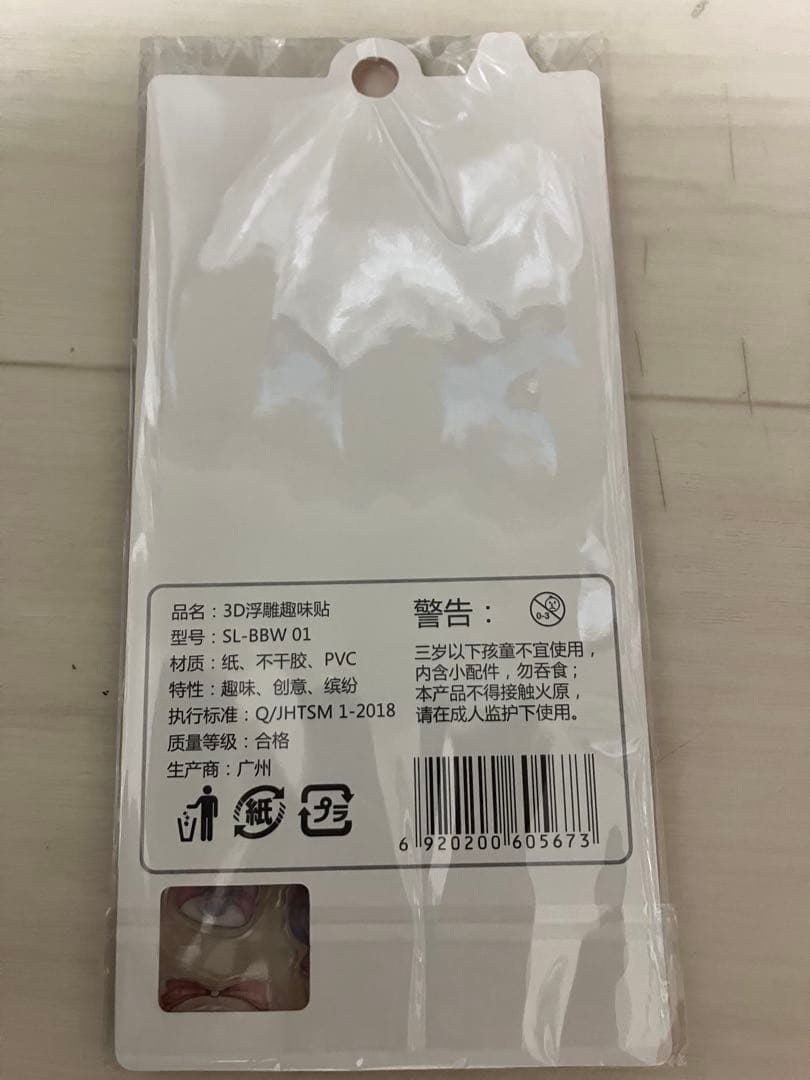 品名：3D浮雕趣味贴
型号：SL-BBW 01
材质：纸、不干胶、PVC
特性：趣味、创意、缤纷
执行标准：Q/JHTSM 1-2018
质量等级：合格
生产商：广州
紙
プラ
警告：
0-3
三岁以下孩童不宜使用，
内含小配件，勿吞食；
本产品不得接触火原，
请在成人监护下使用。
6 920200 605673